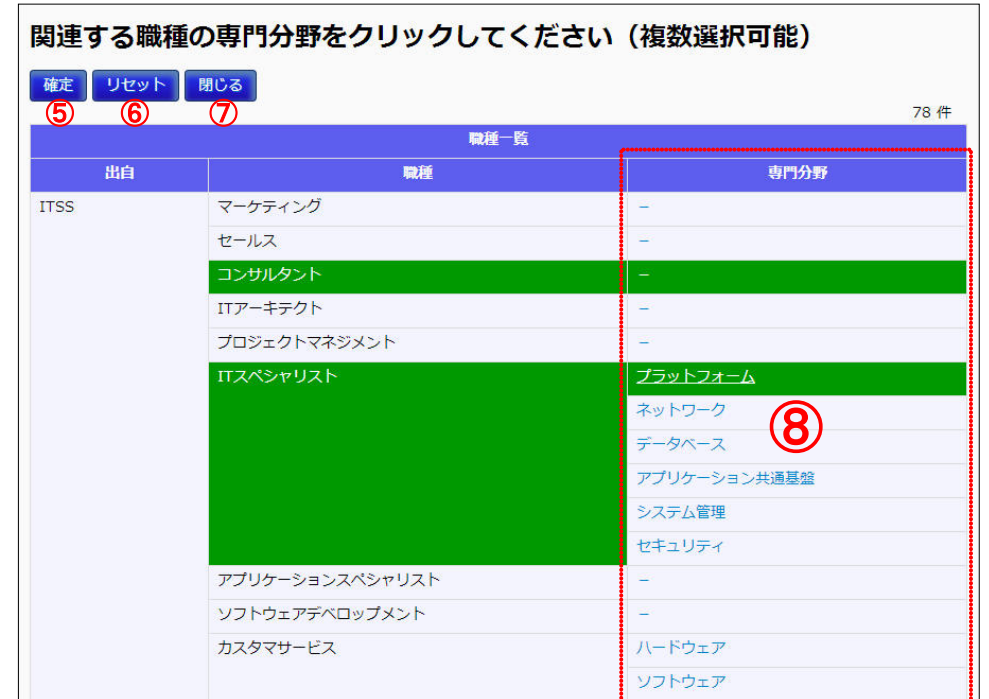 関連する職種の専門分野をクリックしてください（複数選択可能）
確定 リセット 閉じる
⑤ ⑥ ⑦
78 件
職種一覧
出自 職種 専門分野
ITSS マーケティング －
セールス －
コンサルタント －
ITアーキテクト －
プロジェクトマネジメント －
ITスペシャリスト プラットフォーム
ネットワーク
⑧
データベース
アプリケーション共通基盤
システム管理
セキュリティ
アプリケーションスペシャリスト －
ソフトウェアデベロップメント －
カスタマサービス ハードウェア
ソフトウェア